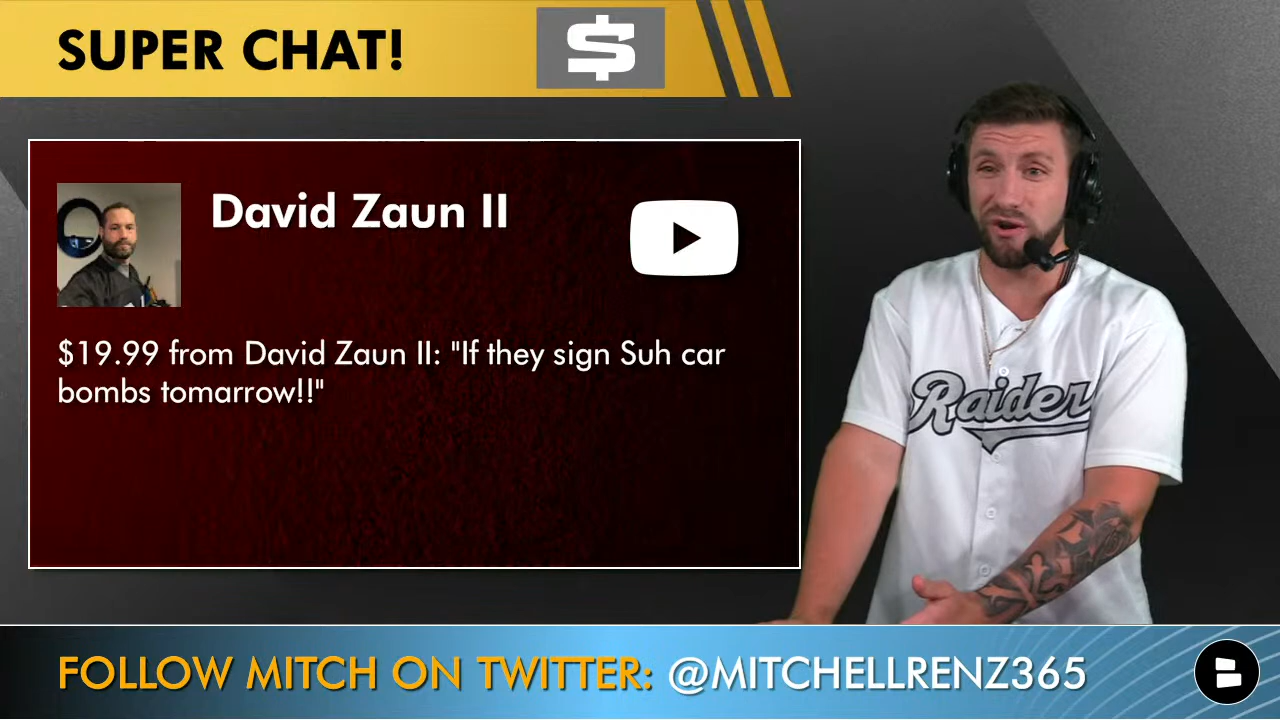 SUPER CHAT!
$
David Zaun II
$19.99 from David Zaun II: "If they sign Suh car
bombs tomorrow!!"
Raiders
FOLLOW MITCH ON TWITTER: @MITCHELLRENZ365